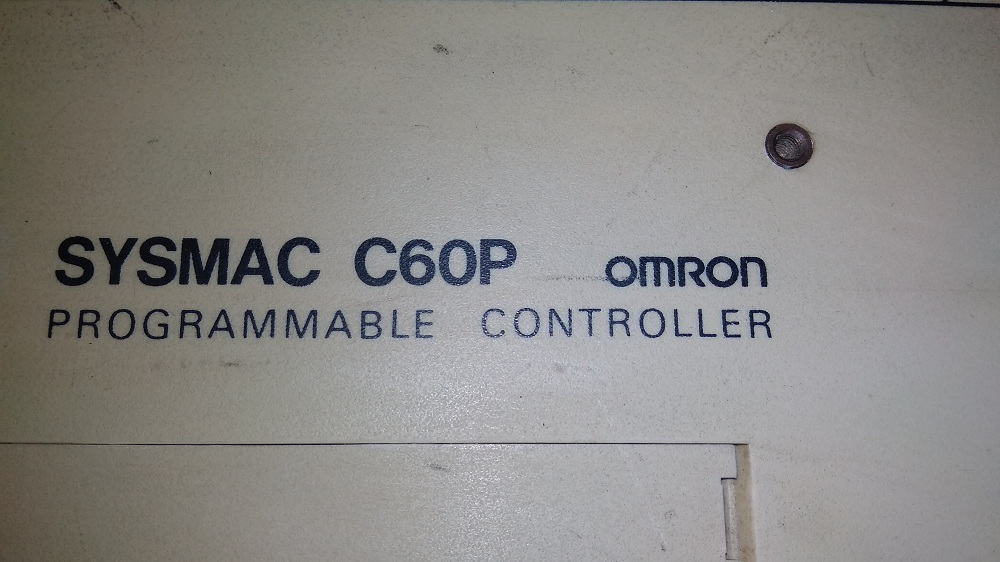 SYSMAC C60P OMRON
PROGRAMMABLE CONTROLLER